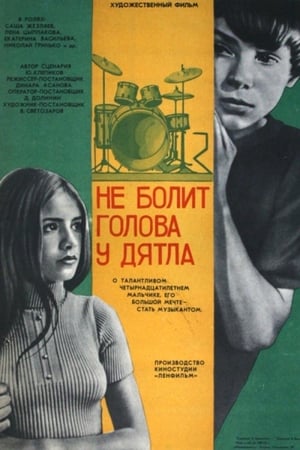 ХУДОЖЕСТВЕННЫЙ ФИЛЬМ
В РОЛЯХ:
САША ЖЕЗЛЯЕВ,
ЛЕНА ЦЫПЛАКОВА,
ЕКАТЕРИНА ВАСИЛЬЕВА,
НИКОЛАЙ ГРИНЬКО и др.
АВТОР СЦЕНАРИЯ
Ю. КЛЕПИКОВ
РЕЖИССЕР-ПОСТАНОВЩИК
ДИНАРА АСАНОВА.
ОПЕРАТОР-ПОСТАНОВЩИК
Д. ДОЛИНИН
ХУДОЖНИК-ПОСТАНОВЩИК
В. СВЕТОЗАРОВ
НЕ БОЛИТ
ГОЛОВА
У ДЯТЛА
О ТАЛАНТЛИВОМ
ЧЕТЫРНАДЦАТИЛЕТНЕМ
МАЛЬЧИКЕ. ЕГО
БОЛЬШОЙ МЕЧТЕ—
СТАТЬ МУЗЫКАНТОМ.
ПРОИЗВОДСТВО
КИНОСТУДИИ
«ЛЕНФИЛЬМ»